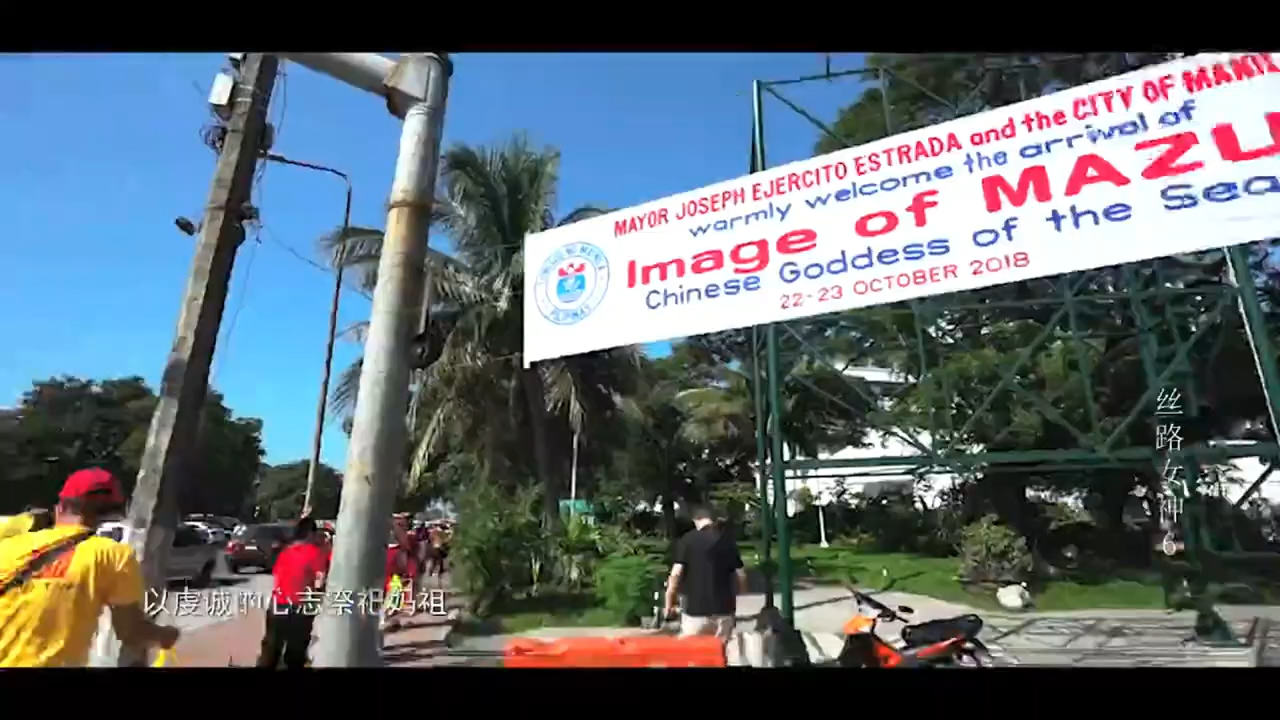 MAYOR JOSEPH EJERCITO ESTRADA and the CITY OF MANIL
warmly welcome the arrival of
Image of MAZU
Chinese Goddess of the Sea
22-23 OCTOBER 2018
丝路女神6
以虔诚的心志祭祀妈祖